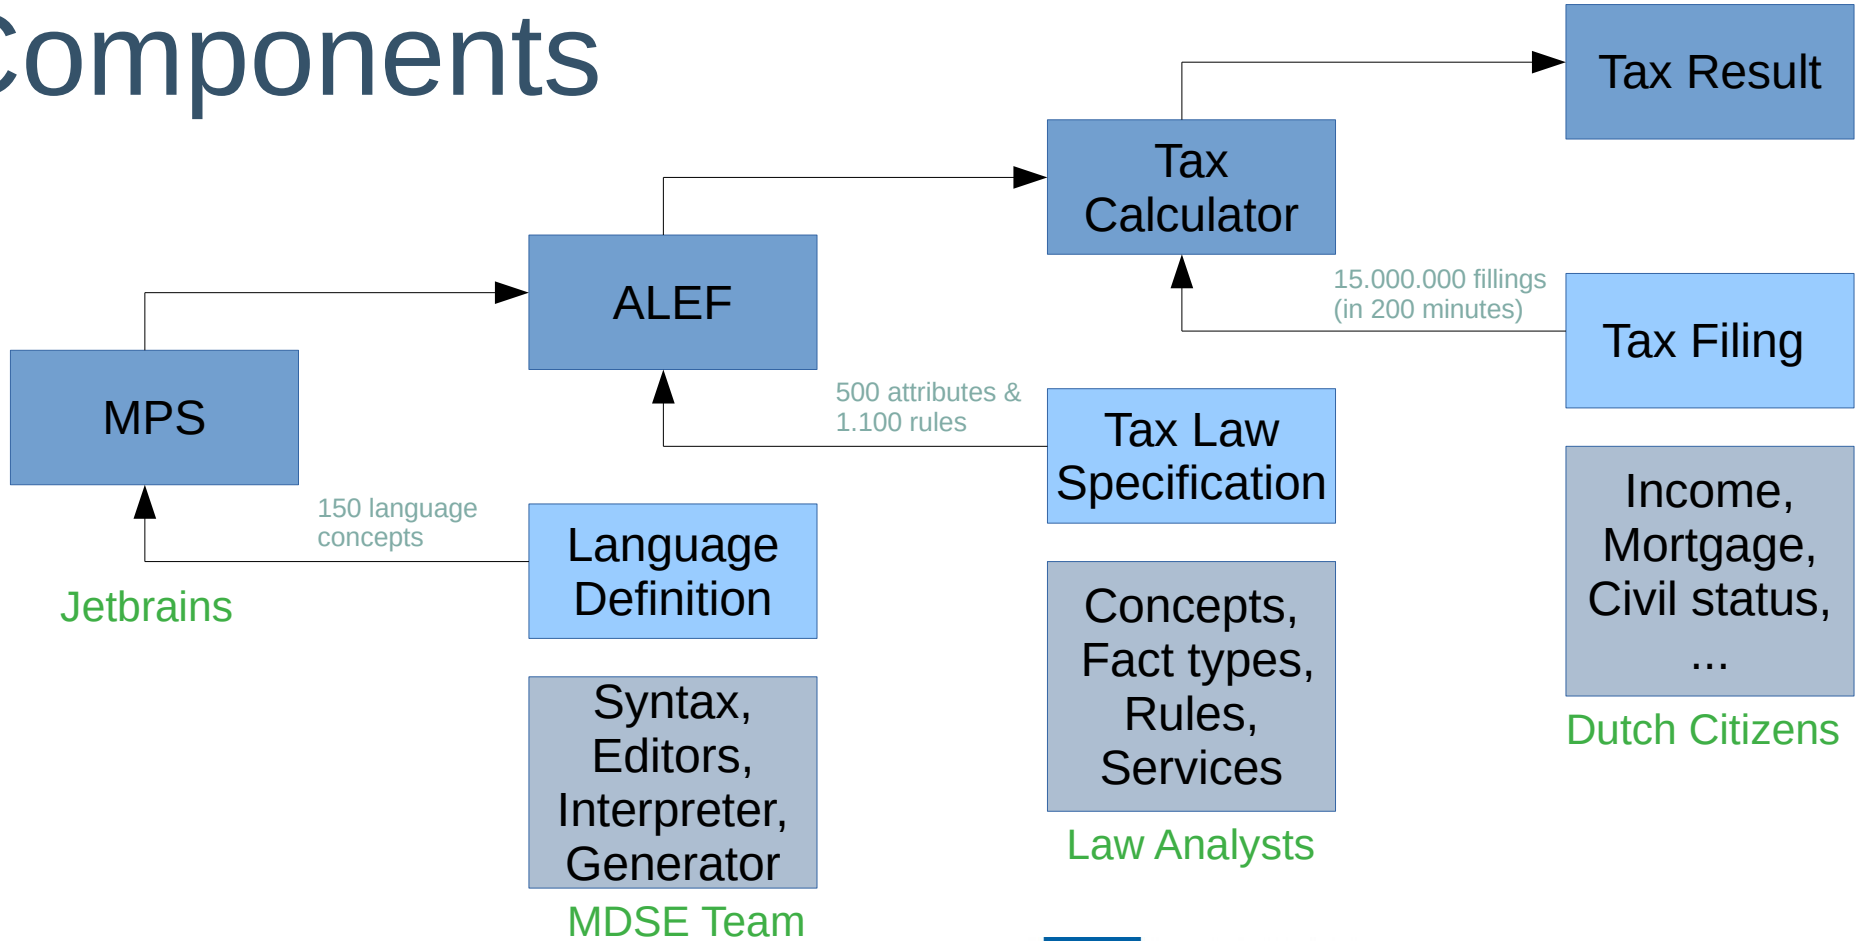 Components
Tax Result
Tax
Calculator
ALEF
15.000.000 fillings
(in 200 minutes)
Tax Filing
MPS
500 attributes &
1.100 rules
Tax Law
Specification
Income,
Mortgage,
Civil status,
...
150 language
concepts
Language
Definition
Jetbrains
Concepts,
Fact types,
Rules,
Services
Dutch Citizens
Syntax,
Editors,
Interpreter,
Generator
Law Analysts
MDSE Team